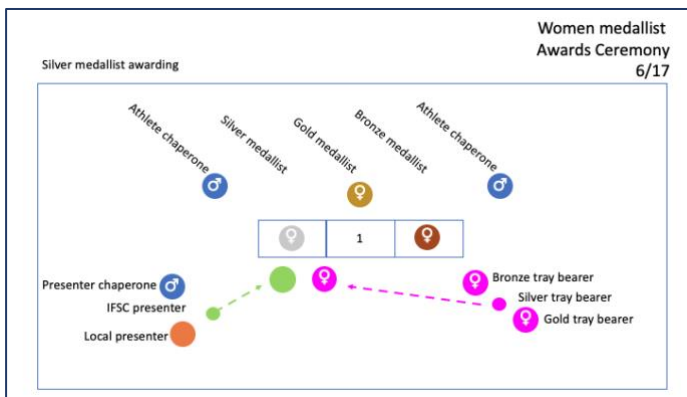 Women medallist
Awards Ceremony
6/17
Silver medallist awarding
Athlete chaperone
Silver medallist
Gold medallist
Bronze medallist
Athlete chaperone
1
Presenter chaperone
IFSC presenter
Local presenter
Bronze tray bearer
Silver tray bearer
Gold tray bearer